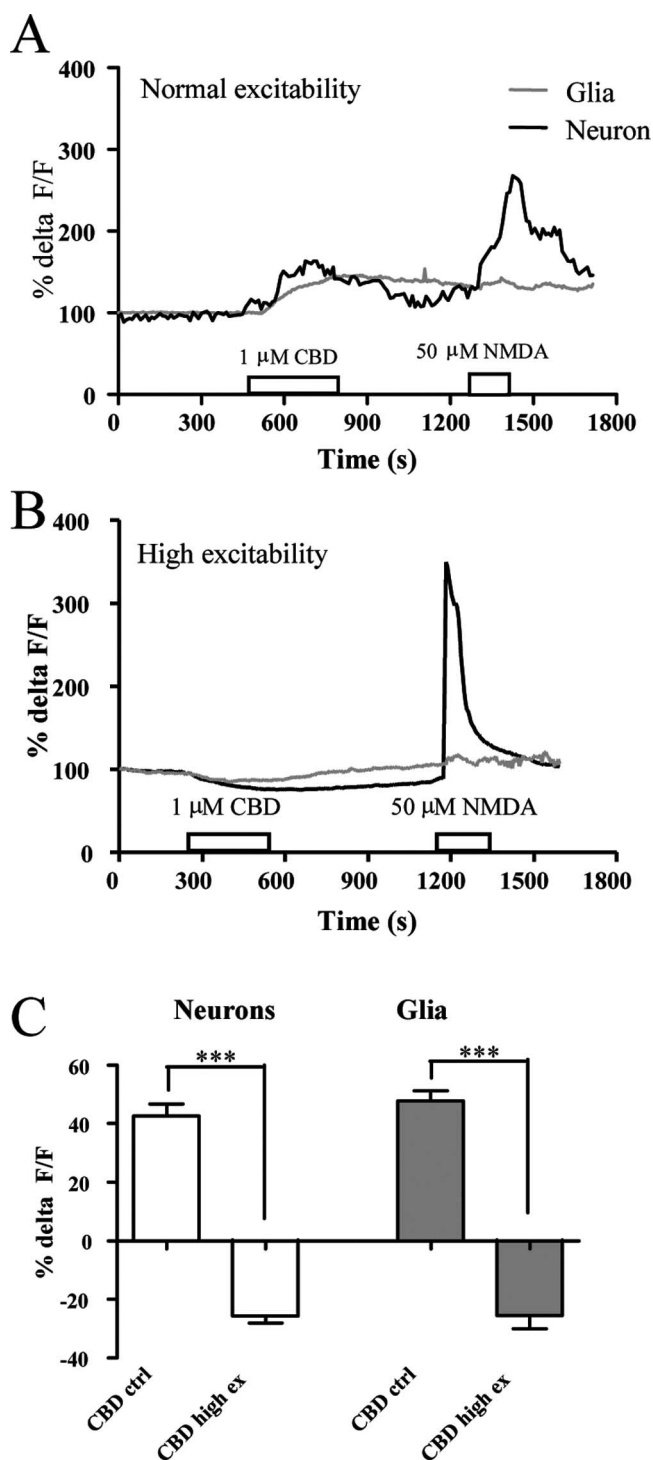 A
400
Normal excitability
Glia
Neuron
300
% delta F/F
200
100
1 μM CBD
50 μM NMDA
0
0 300 600 900 1200 1500 1800
Time (s)
B
400
High excitability
300
% delta F/F
200
100
1 μM CBD
50 μM NMDA
0
0 300 600 900 1200 1500 1800
Time (s)
C
Neurons Glia
60
*** ***
40
20
% delta F/F
0
-20
-40
CBD ctrl
CBD high ex
CBD ctrl
CBD high ex